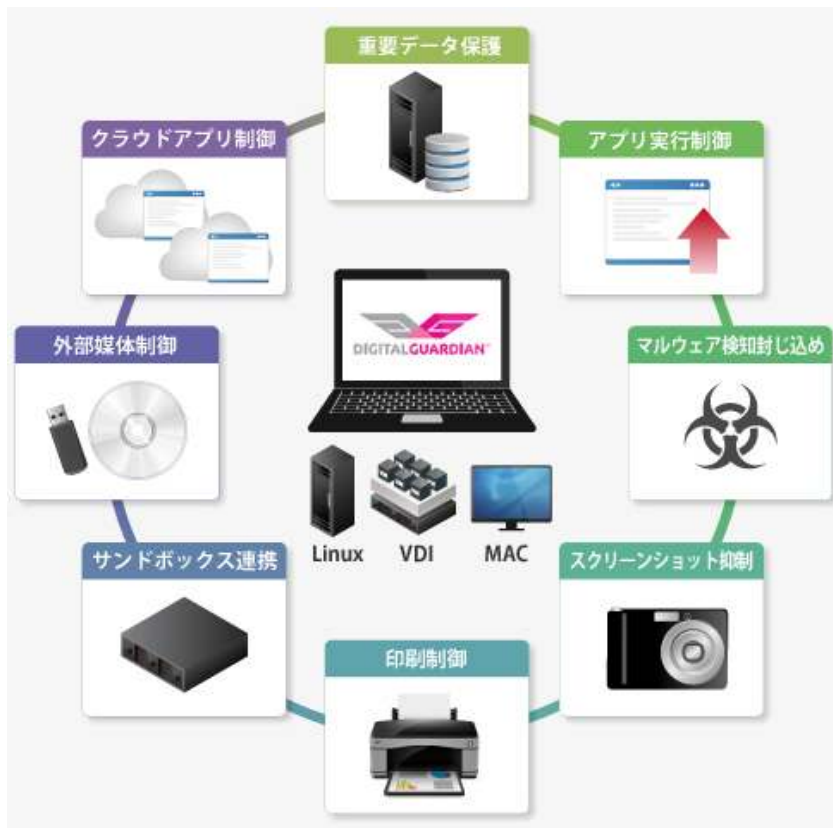 重要データ保護
クラウドアプリ制御
アプリ実行制御
DIGITALGUARDIAN™
外部媒体制御
マルウェア検知封じ込め
Linux
VDI
MAC
サンドボックス連携
スクリーンショット抑制
印刷制御